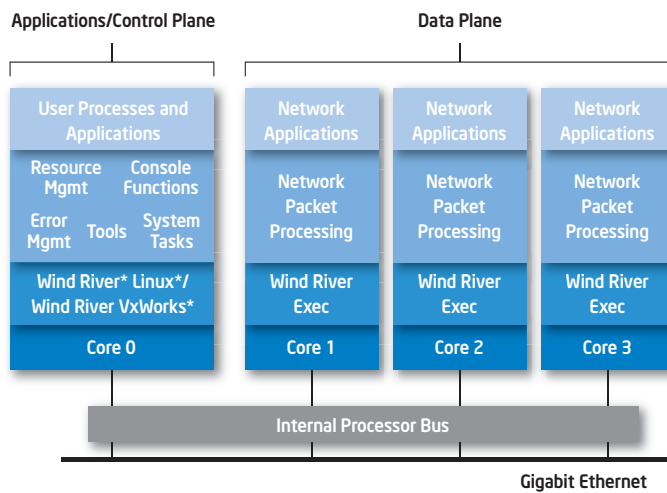 Applications/Control Plane
Data Plane
User Processes and
Applications
Resource
Mgmt
Console
Functions
Error
Mgmt
Tools
System
Tasks
Wind River* Linux*/
Wind River VxWorks*
Core 0
Network
Applications
Network
Packet
Processing
Wind River
Exec
Core 1
Network
Applications
Network
Packet
Processing
Wind River
Exec
Core 2
Network
Applications
Network
Packet
Processing
Wind River
Exec
Core 3
Internal Processor Bus
Gigabit Ethernet